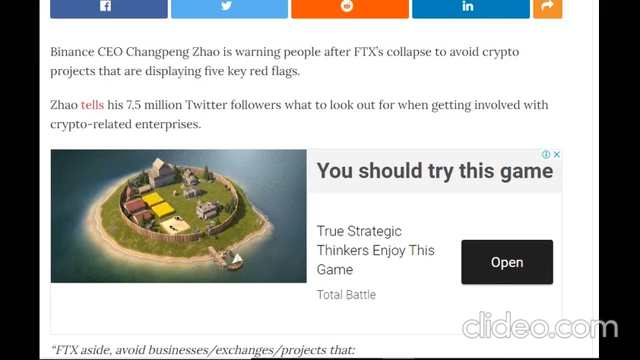 Binance CEO Changpeng Zhao is warning people after FTX's collapse to avoid crypto
projects that are displaying five key red flags.
Zhao tells his 7.5 million Twitter followers what to look out for when getting involved with
crypto-related enterprises.
You should try this game
True Strategic
Thinkers Enjoy This
Game
Total Battle
Open
clideo.com
“FTX aside, avoid businesses/exchanges/projects that: